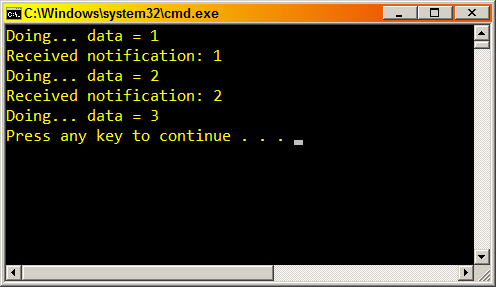 C:\Windows\system32\cmd.exe
Doing... data = 1
Received notification: 1
Doing... data = 2
Received notification: 2
Doing... data = 3
Press any key to continue . . .